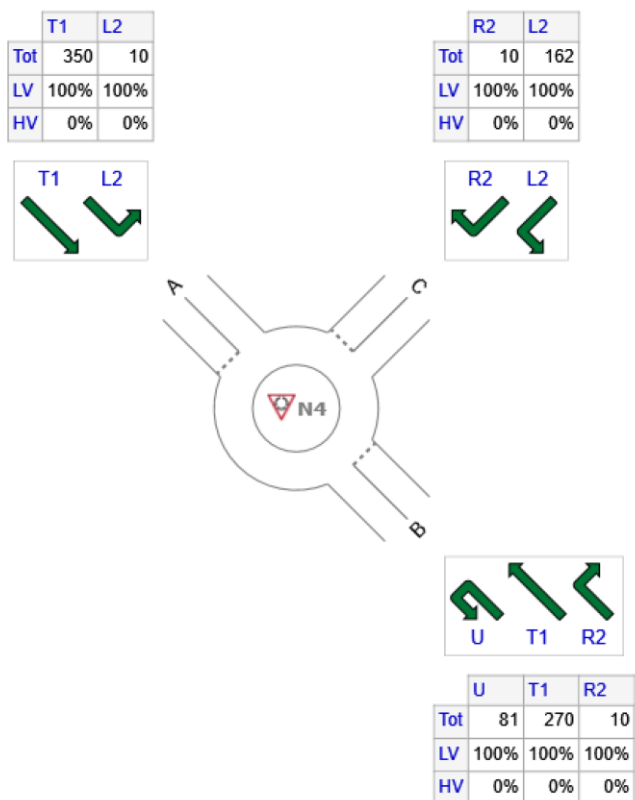 T1 L2
Tot 350 10
LV 100% 100%
HV 0% 0%
T1 L2
R2 L2
Tot 10 162
LV 100% 100%
HV 0% 0%
R2 L2
A
C
N4
B
U T1 R2
U T1 R2
Tot 81 270 10
LV 100% 100% 100%
HV 0% 0% 0%